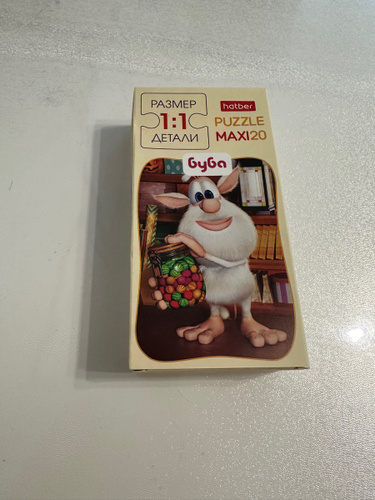 РАЗМЕР
1:1
ДЕТАЛИ
hatber
PUZZLE
MAXI20
буба